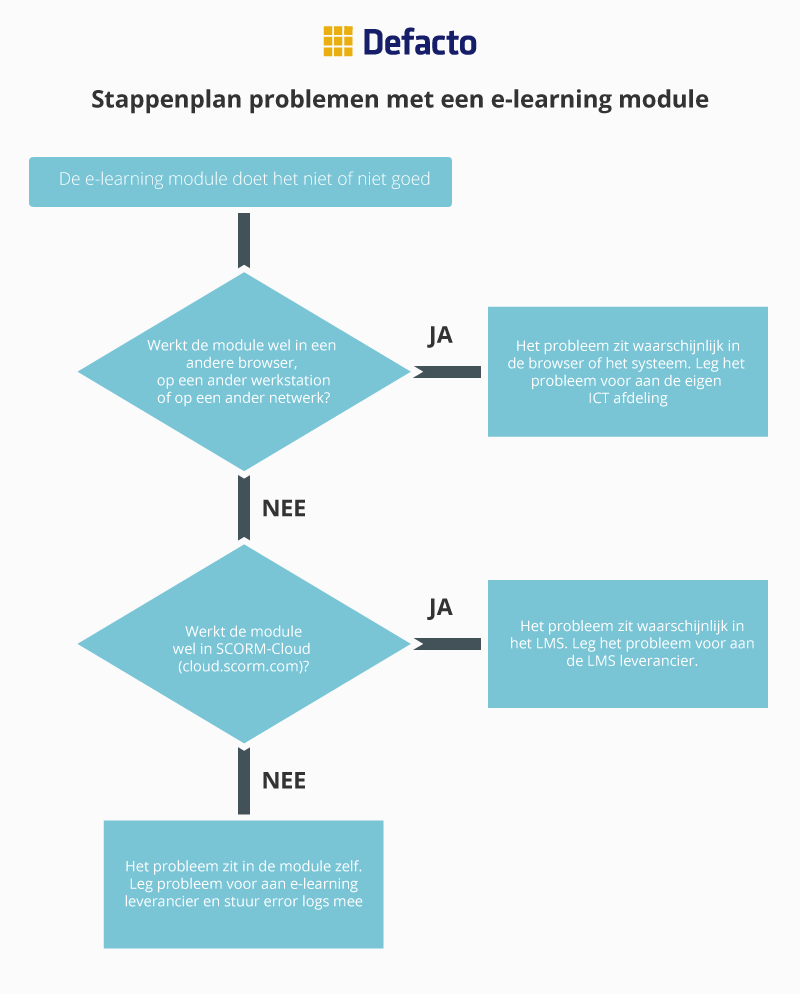 Defacto
Stappenplan problemen met een e-learning module
De e-learning module doet het niet of niet goed
Werkt de module wel in een
andere browser,
op een ander werkstation
of op een ander netwerk?
JA
Het probleem zit waarschijnlijk in
de browser of het systeem. Leg het
probleem voor aan de eigen
ICT afdeling
NEE
Werkt de module
wel in SCORM-Cloud
(cloud.scorm.com)?
JA
Het probleem zit waarschijnlijk in
het LMS. Leg het probleem voor aan
de LMS leverancier.
NEE
Het probleem zit in de module zelf.
Leg probleem voor aan e-learning
leverancier en stuur error logs mee